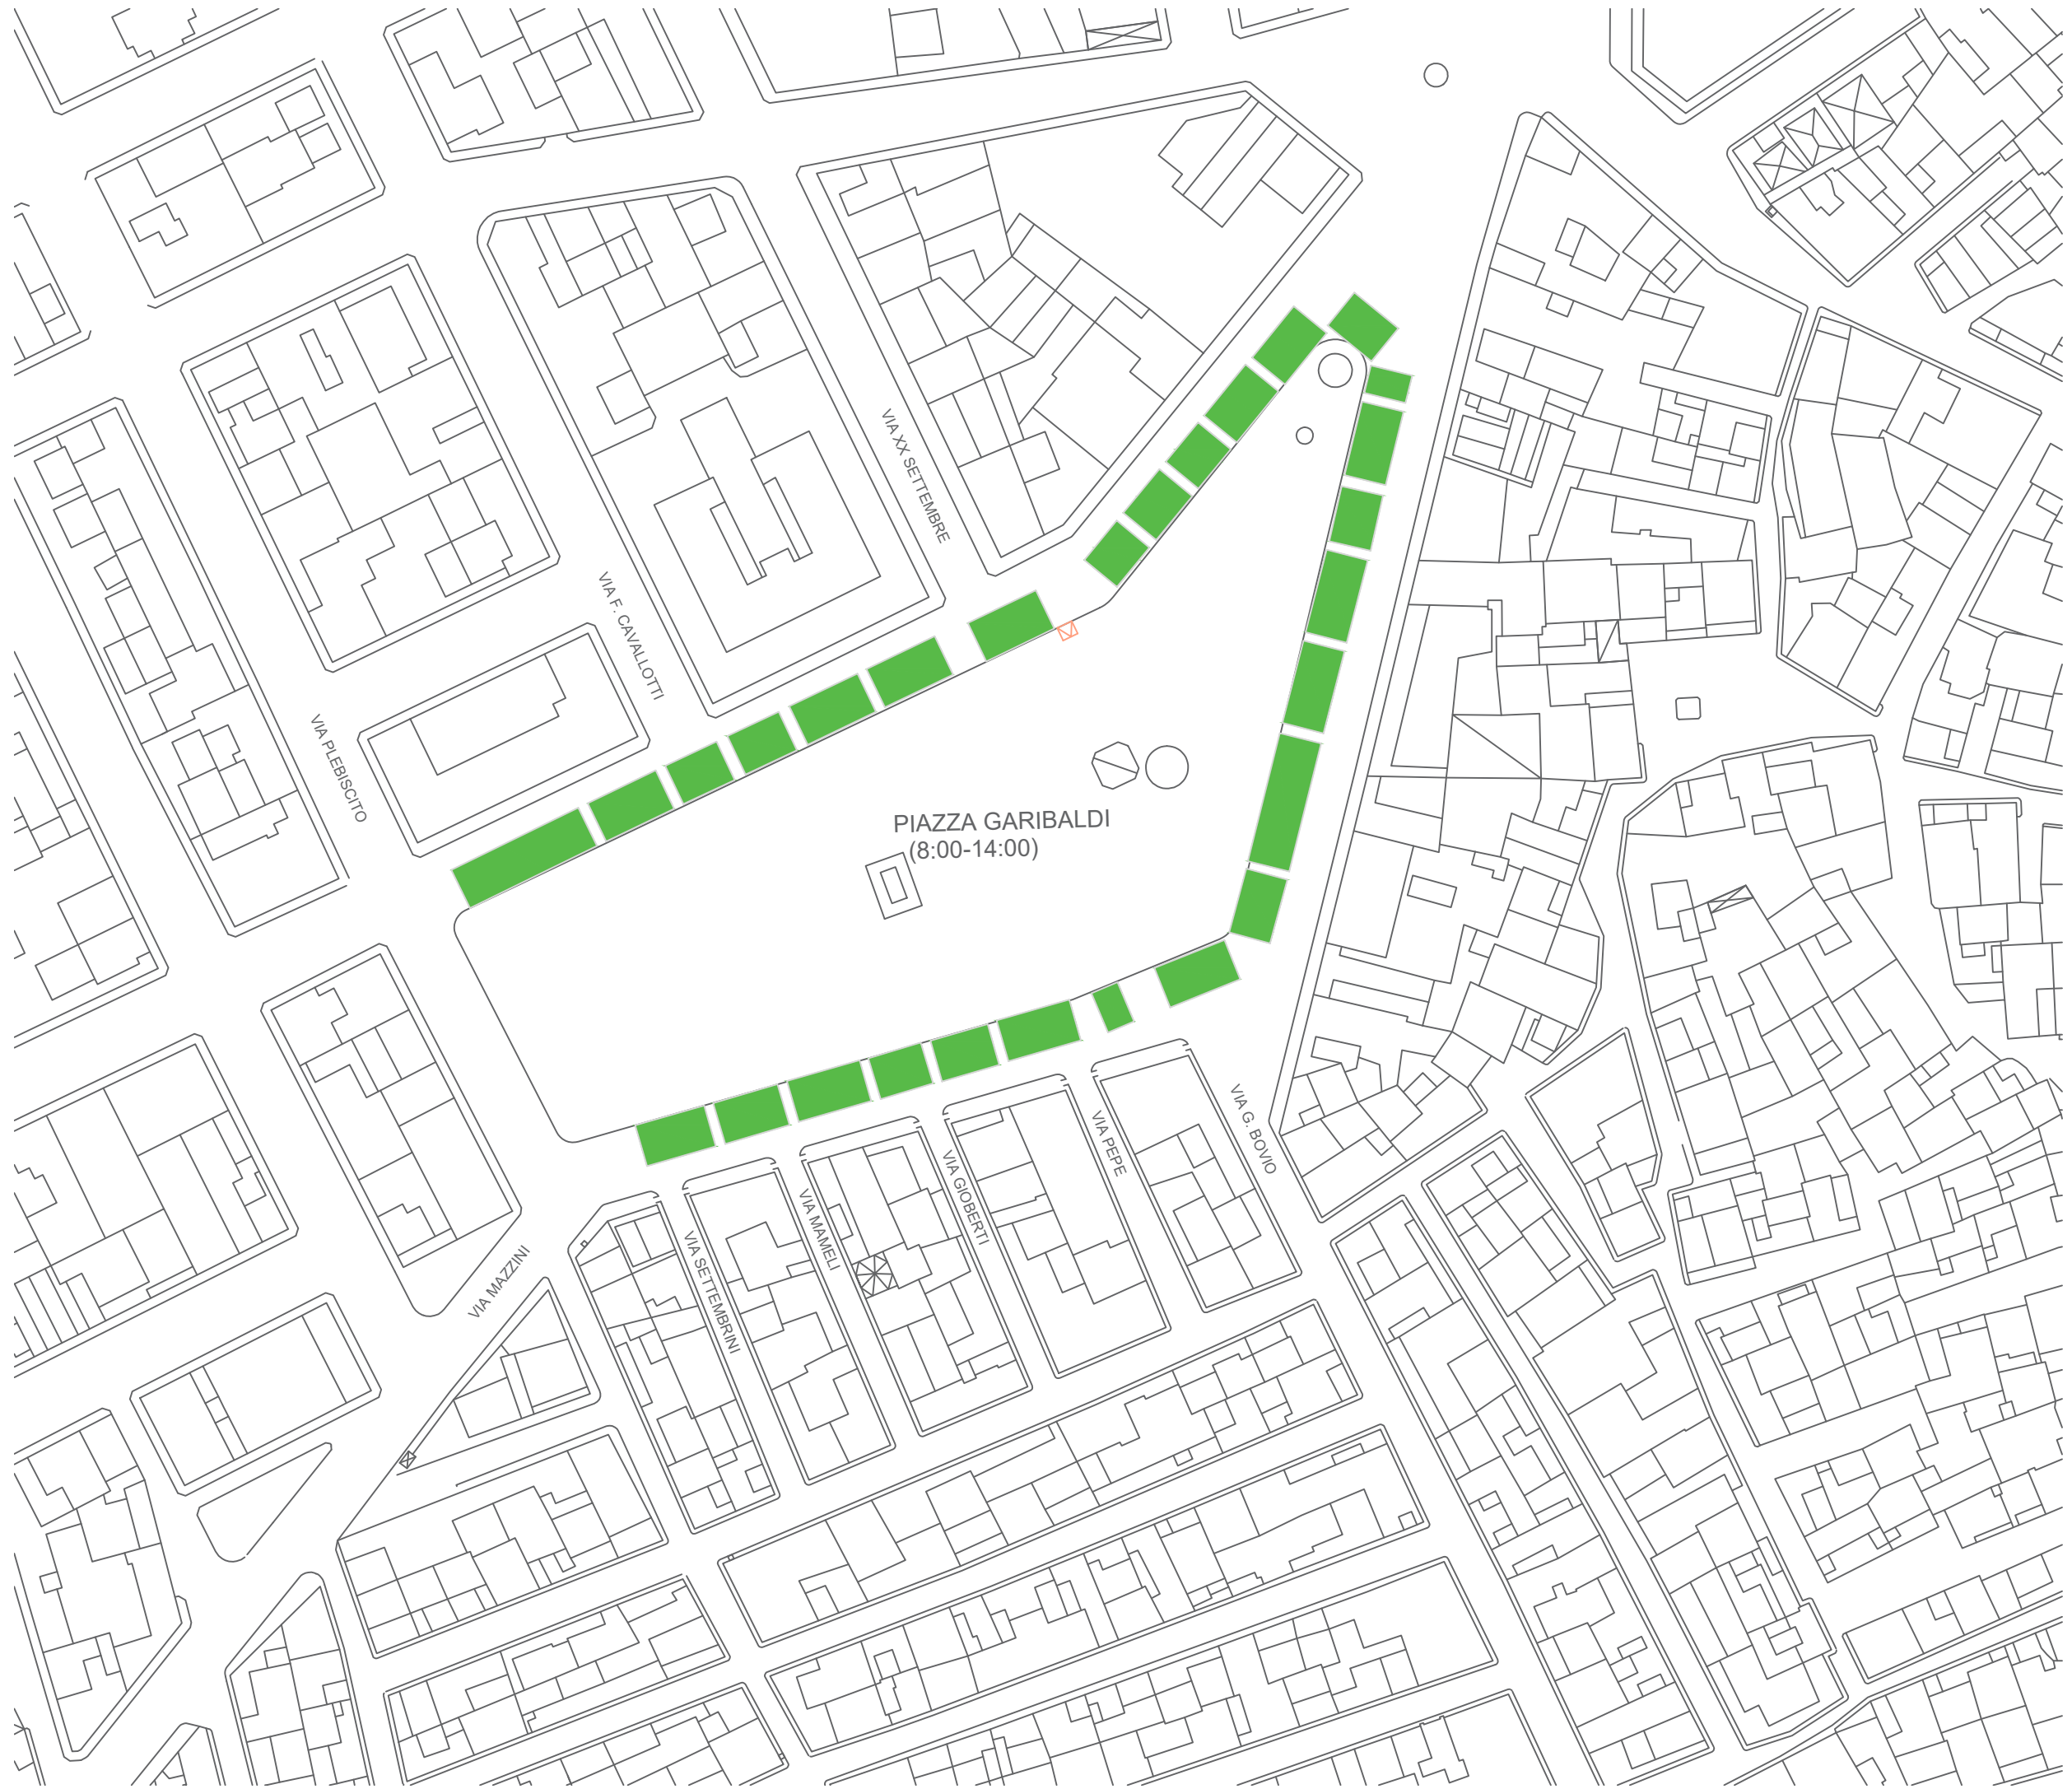 VIA XX SETTEMBRE
VIA F. CAVALLOTTI
VIA PLEBISCITO
PIAZZA GARIBALDI
(8:00-14:00)
VIA G. BOVIO
VIA PEPE
VIA GIOBERTI
VIA MAMELI
VIA SETTEMBRINI
VIA MAZZINI